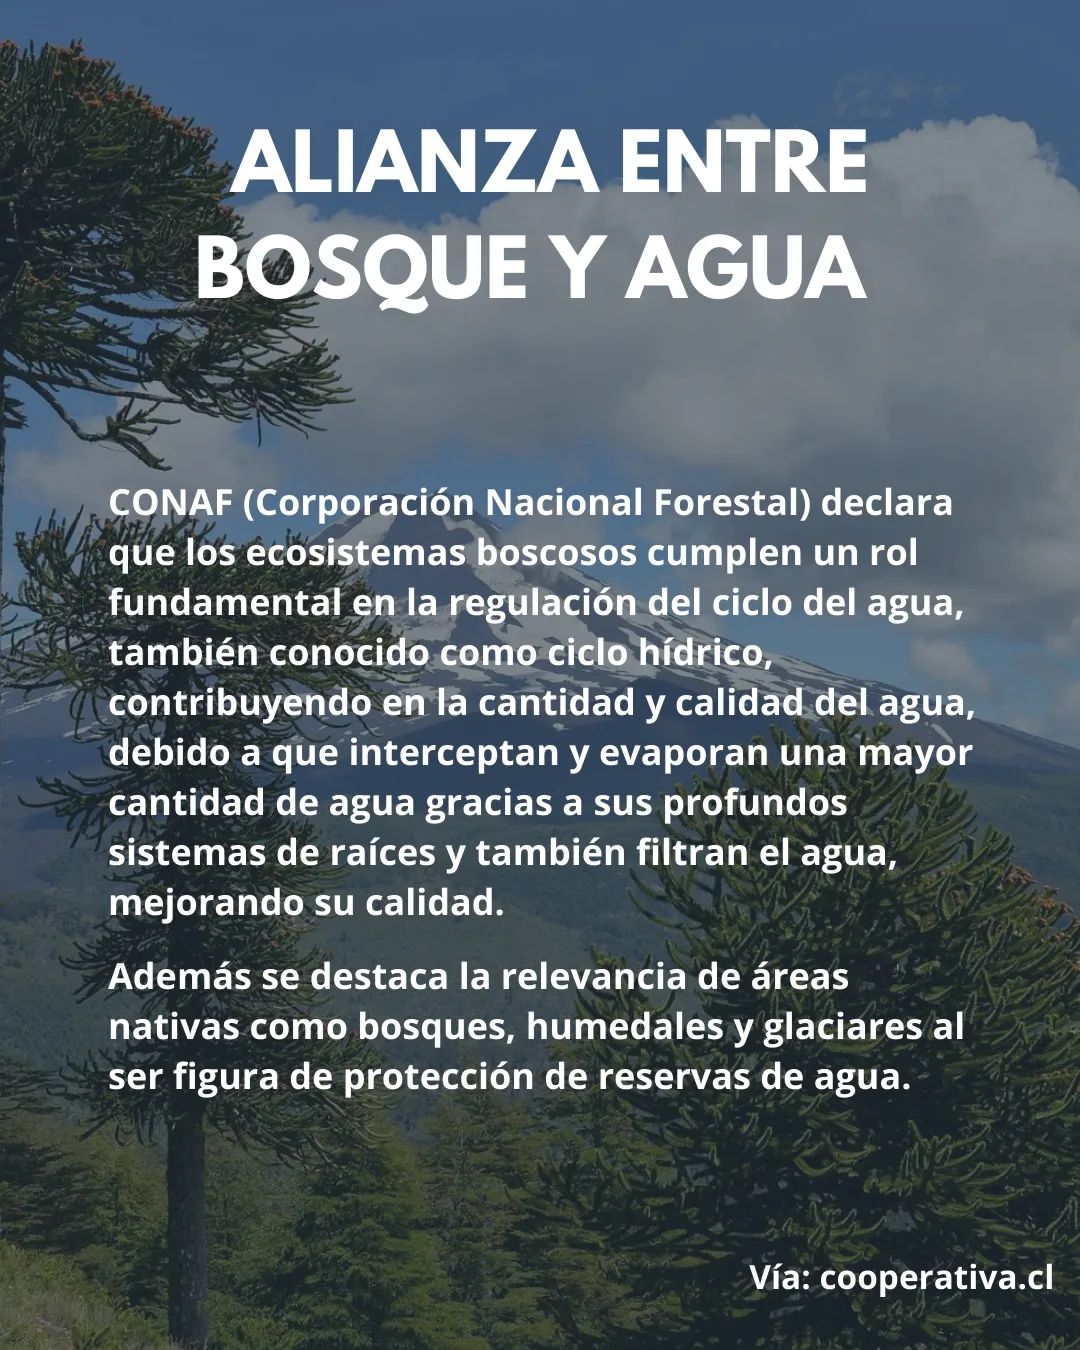 ALIANZA ENTRE
BOSQUE Y AGUA
CONAF (Corporación Nacional Forestal) declara
que los ecosistemas boscosos cumplen un rol
fundamental en la regulación del ciclo del agua,
también conocido como ciclo hídrico,
contribuyendo en la cantidad y calidad del agua,
debido a que interceptan y evaporan una mayor
cantidad de agua gracias a sus profundos
sistemas de raíces y también filtran el agua,
mejorando su calidad.
Además se destaca la relevancia de áreas
nativas como bosques, humedales y glaciares al
ser figura de protección de reservas de agua.
Vía: cooperativa.cl